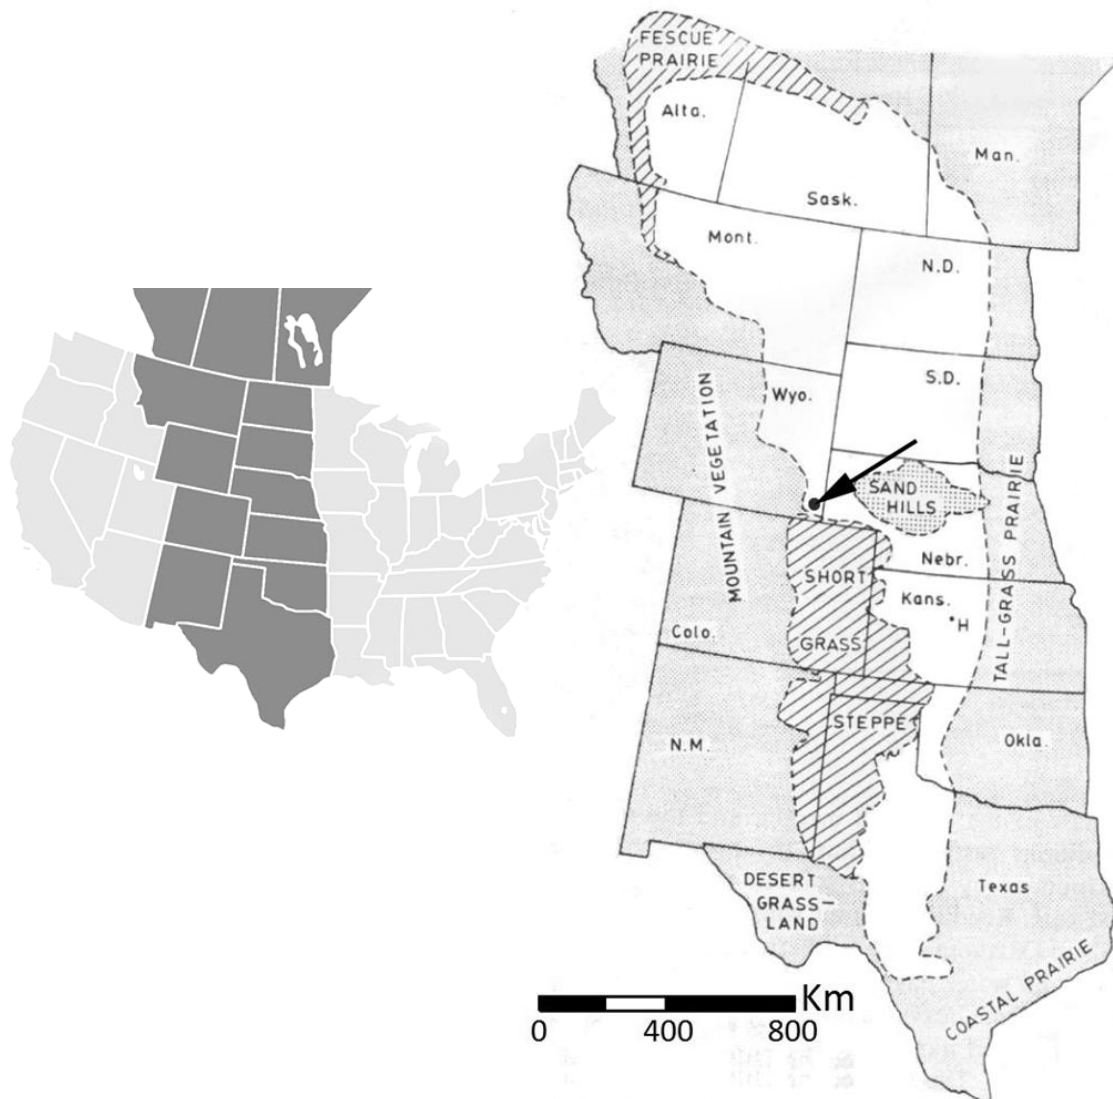 FESCUE
PRAIRIE
Alta.
Man.
Sask.
Mont.
N.D.
S.D.
Wyo.
MOUNTAIN VEGETATION
SAND
HILLS
TALL-GRASS PRAIRIE
Nebr.
SHORT
Kans.
*H
GRASS
Colo.
STEPPE
N.M.
Okla.
DESERT
GRASS-
LAND
Texas
COASTAL PRAIRIE
Km
0 400 800